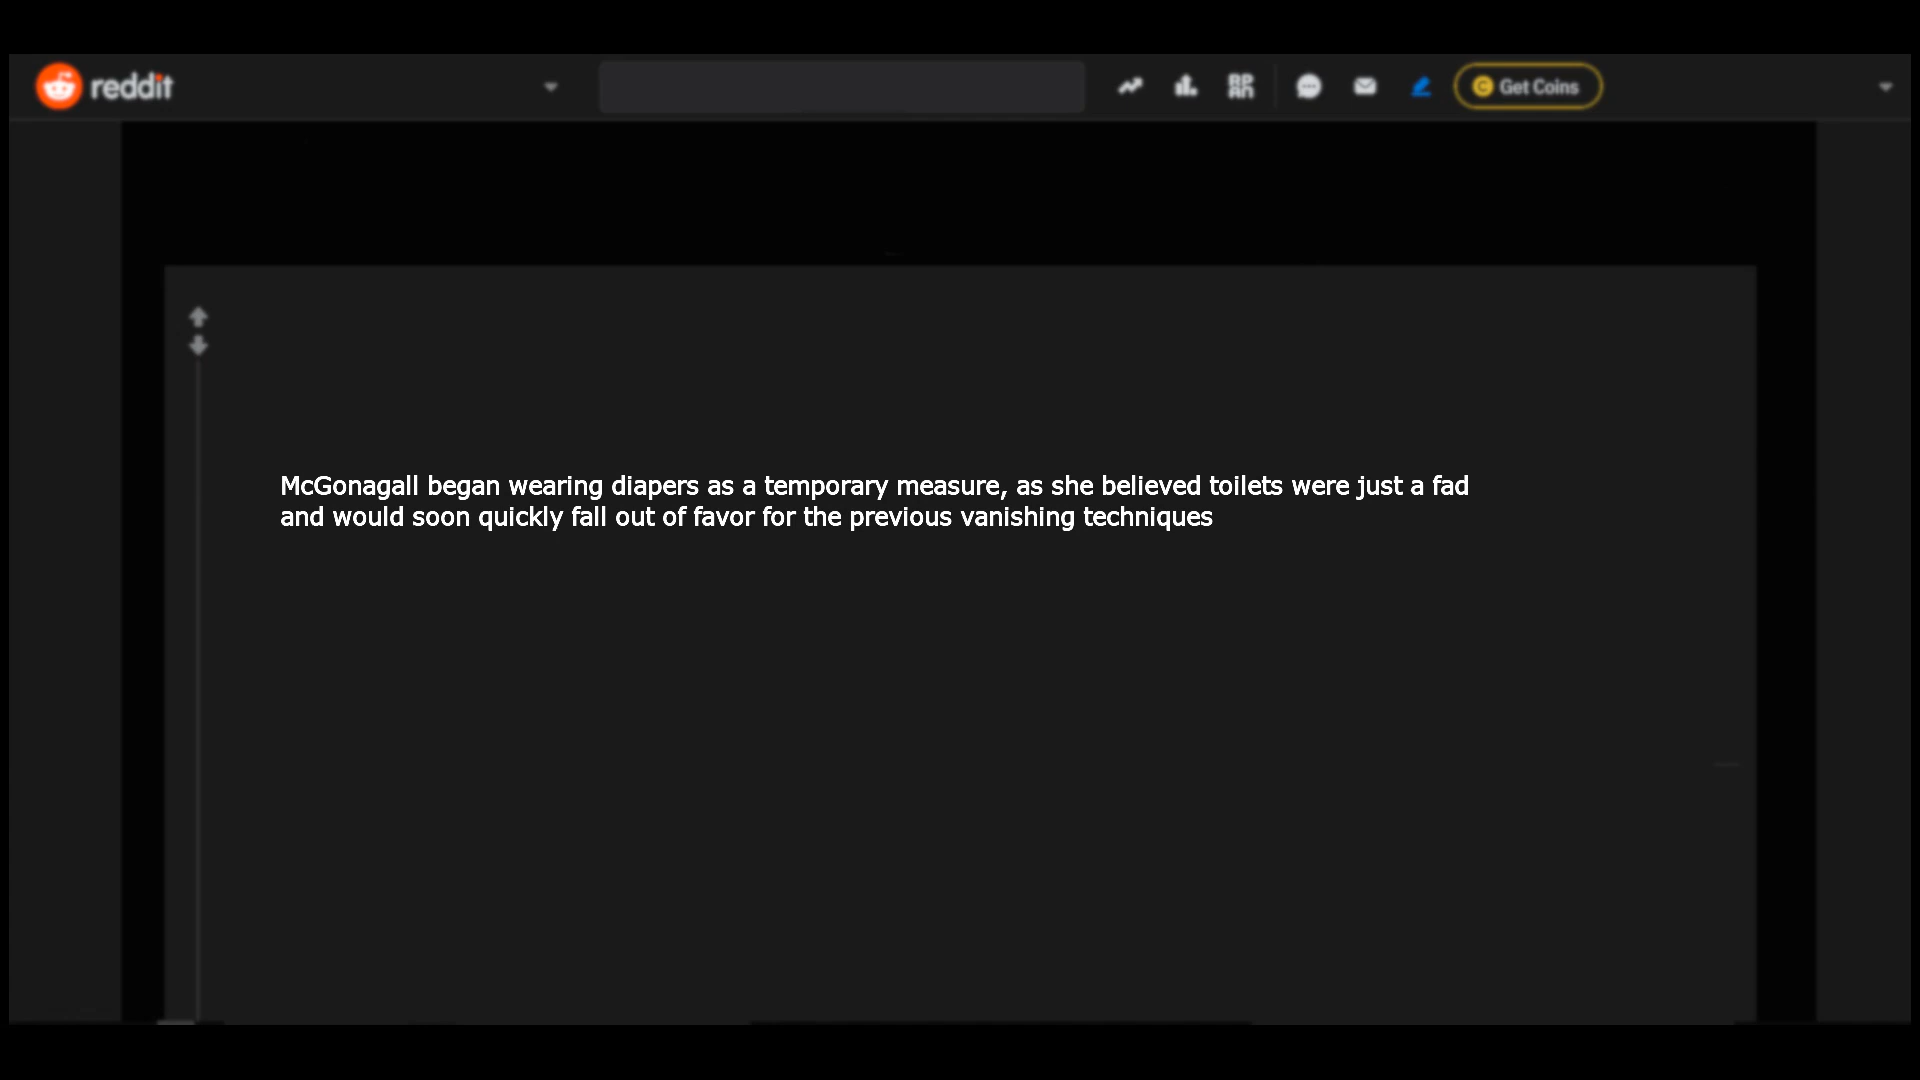 reddit
RPAN
Get Coins
McGonagall began wearing diapers as a temporary measure, as she believed toilets were just a fad
and would soon quickly fall out of favor for the previous vanishing techniques